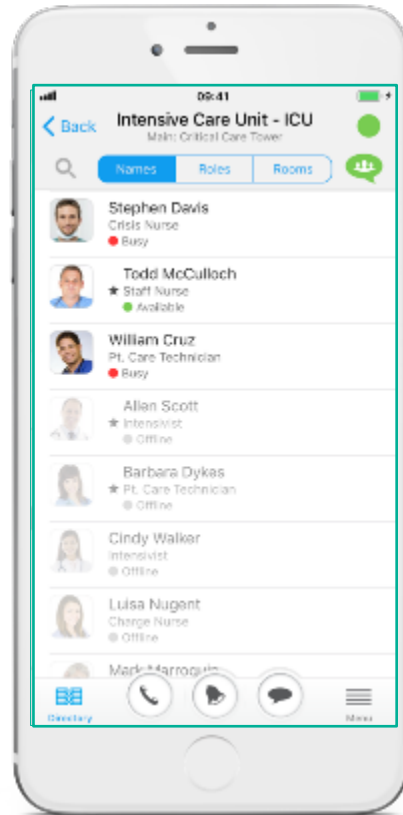 09:41
Back
Intensive Care Unit - ICU
Main: Critical Care Tower
Names Roles Rooms
Stephen Davis
Crisis Nurse
Busy
Todd McCulloch
★ Staff Nurse
Available
William Cruz
Pt. Care Technician
Busy
Allen Scott
★ Intensivist
Offline
Barbara Dykes
★ Pt. Care Technician
Offline
Cindy Walker
Intensivist
Offline
Luisa Nugent
Charge Nurse
Offline
Mark Marroquin
Directory Menu